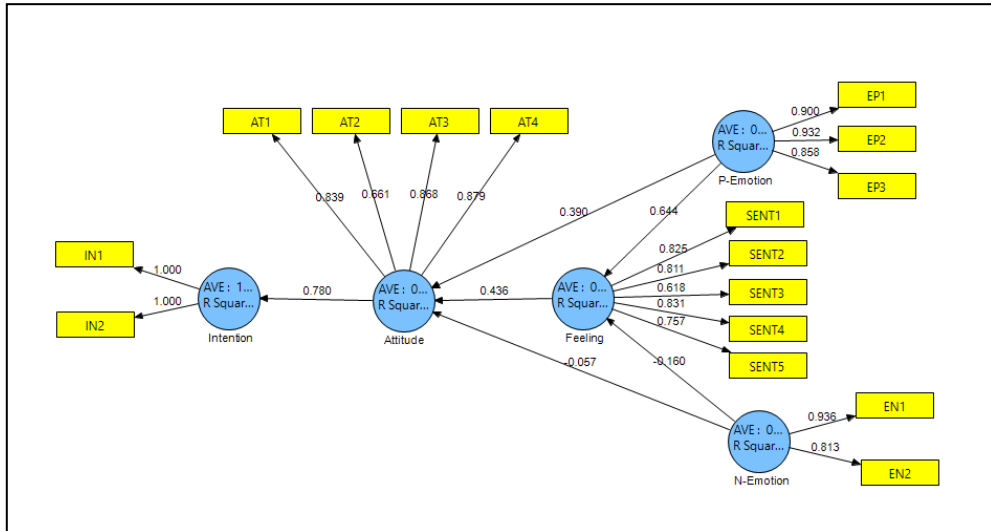 EP1
0.900
AT1
AT2
AT3
AT4
AVE: 0...
R Squar...
0.932
EP2
0.858
P-Emotion
EP3
0.839
0.661
0.868
0.879
0.390
0.644
SENT1
0.825
IN1
SENT2
0.811
1.000
AVE: 1...
R Squar...
0.780
AVE: 0...
R Squar...
0.436
AVE: 0...
R Squar...
0.618
SENT3
1.000
0.831
IN2
SENT4
0.757
Intention
Attitude
Feeling
-0.057
-0.160
SENT5
EN1
0.936
AVE: 0...
R Squar...
0.813
N-Emotion
EN2